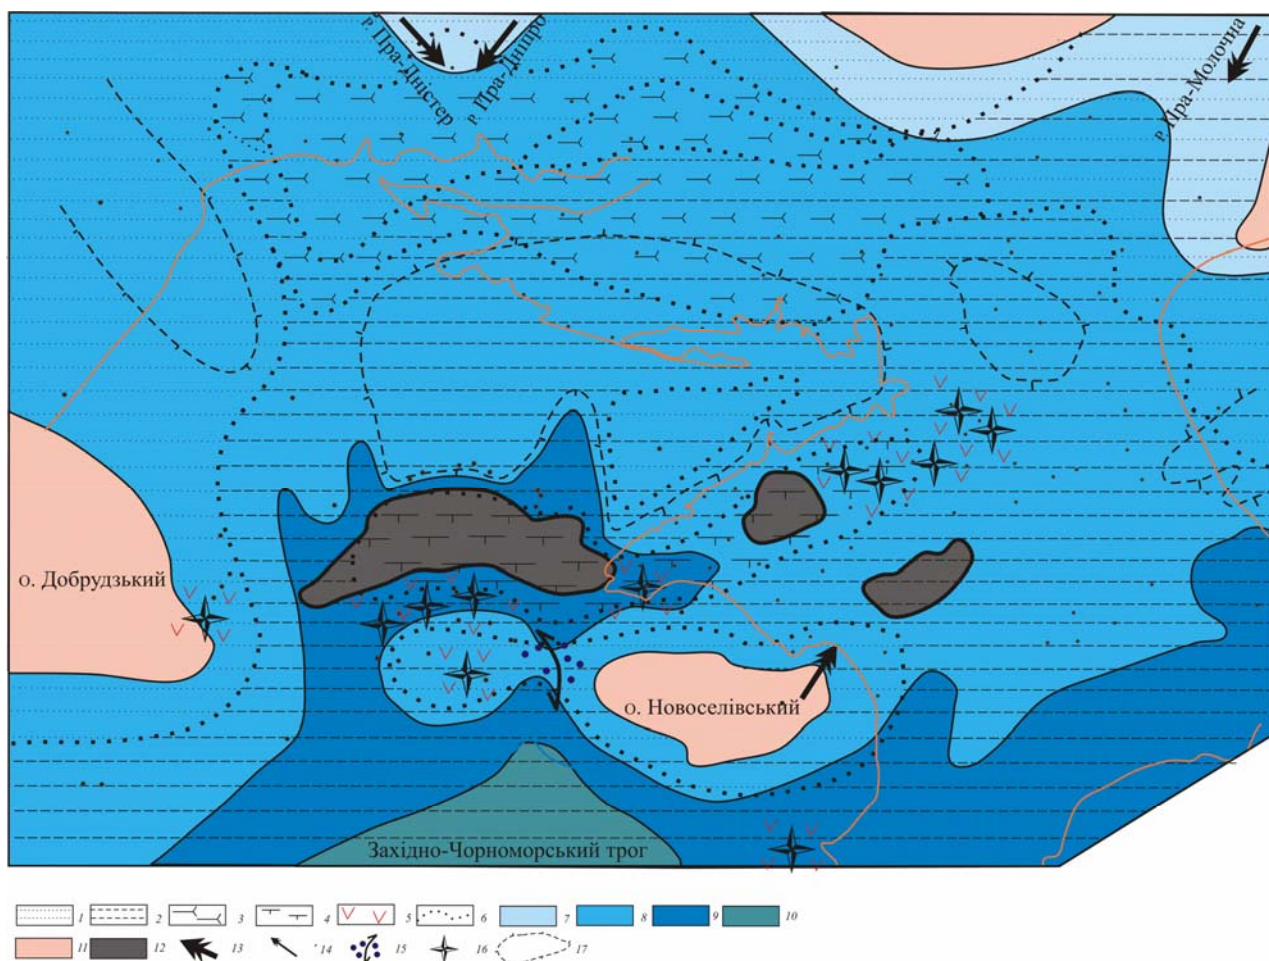 р. Пра-Дністер
р. Пра-Дніпро
р. Пра-Молочна
о. Добрудзький
о. Новоселівський
Західно-Чорноморський трог
1 2 3 4 5 6 7 8 9 10
11 12 13 14 15 16 17